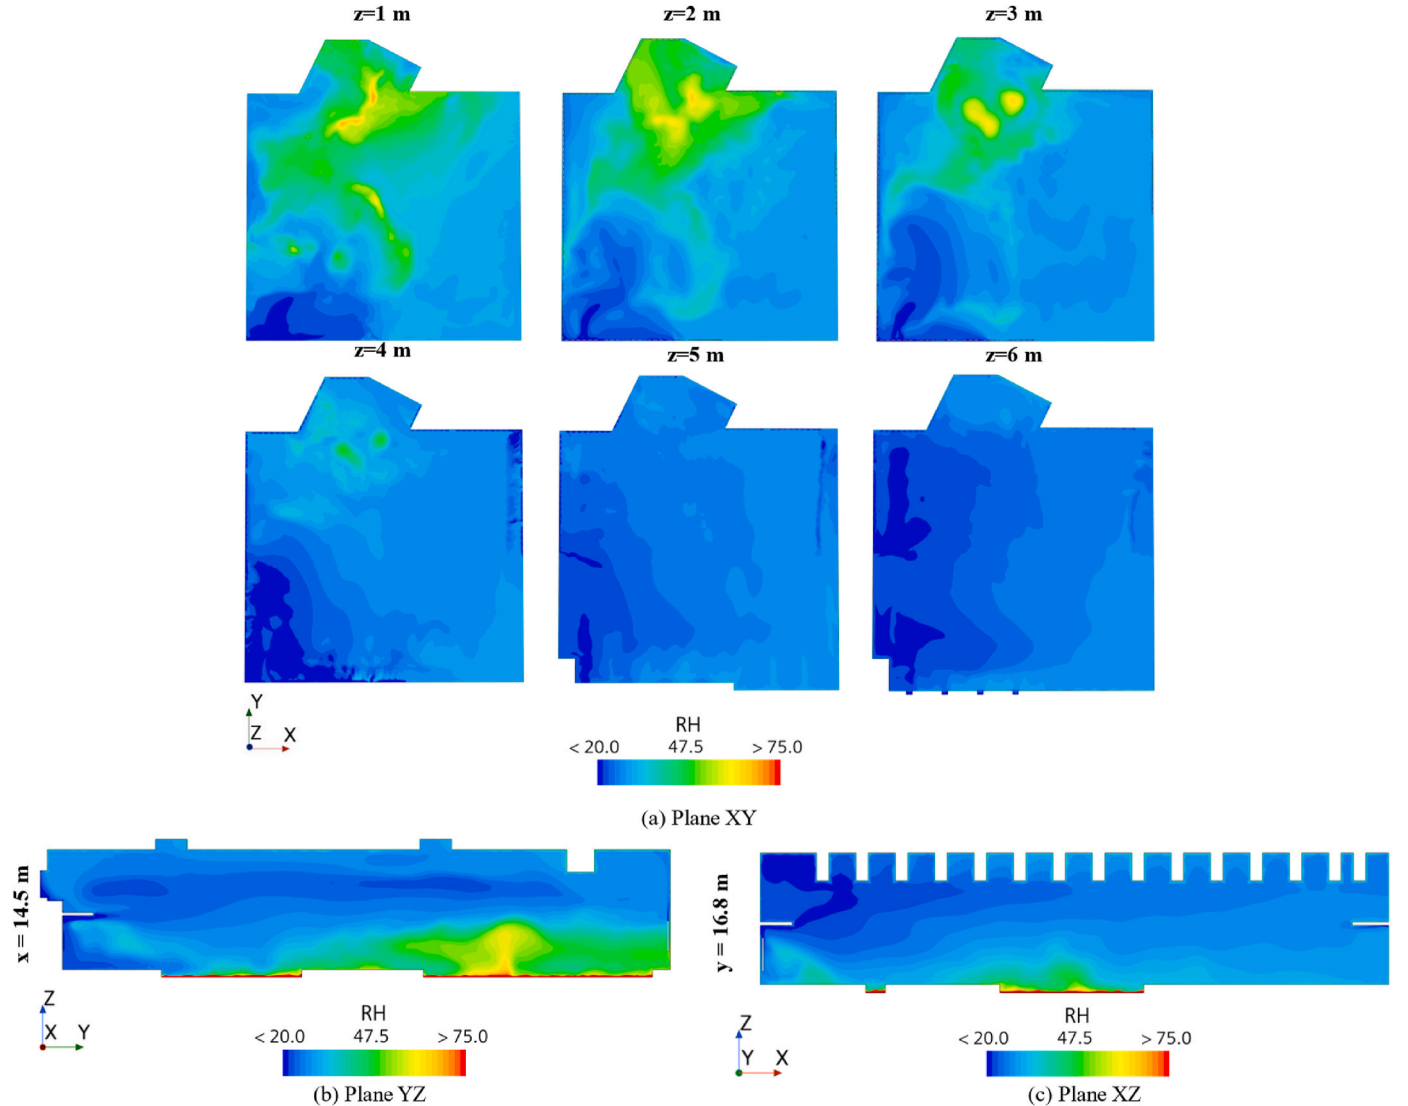 z=1 m
z=2 m
z=3 m
z=4 m
z=5 m
z=6 m
Y
Z X
RH
< 20.0 47.5 > 75.0
(a) Plane XY
x = 14.5 m
y = 16.8 m
Z
X Y
RH
< 20.0 47.5 > 75.0
(b) Plane YZ
Z
Y X
RH
< 20.0 47.5 > 75.0
(c) Plane XZ